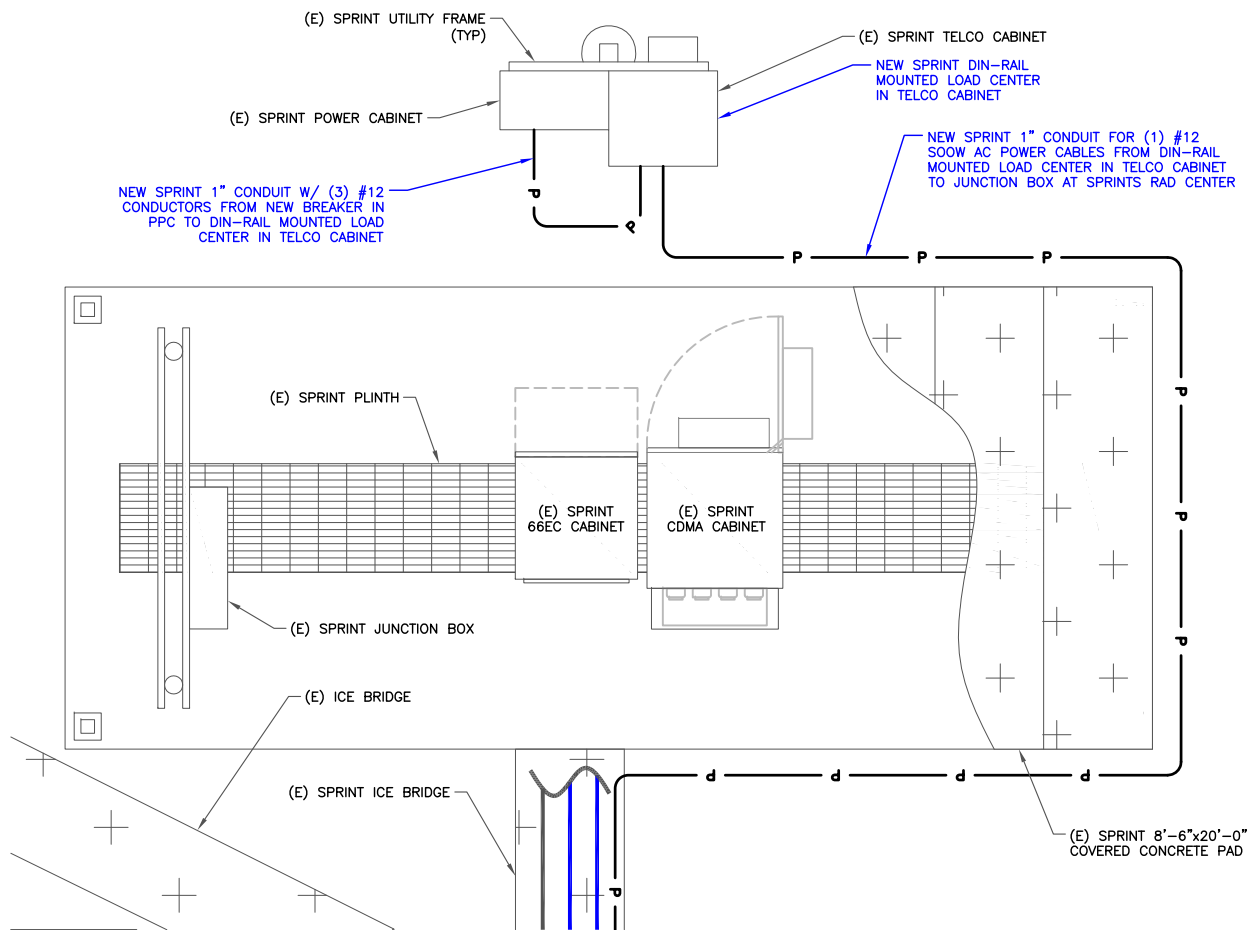 (E) SPRINT UTILITY FRAME
(TYP)
(E) SPRINT TELCO CABINET
NEW SPRINT DIN-RAIL
MOUNTED LOAD CENTER
IN TELCO CABINET
(E) SPRINT POWER CABINET
NEW SPRINT 1" CONDUIT FOR (1) #12
SOOW AC POWER CABLES FROM DIN-RAIL
MOUNTED LOAD CENTER IN TELCO CABINET
TO JUNCTION BOX AT SPRINTS RAD CENTER
NEW SPRINT 1" CONDUIT W/ (3) #12
CONDUCTORS FROM NEW BREAKER IN
PPC TO DIN-RAIL MOUNTED LOAD
CENTER IN TELCO CABINET
P
P
P
P
P
(E) SPRINT PLINTH
P
(E) SPRINT
66EC CABINET
(E) SPRINT
CDMA CABINET
P
(E) SPRINT JUNCTION BOX
P
(E) ICE BRIDGE
P
P
P
P
(E) SPRINT ICE BRIDGE
(E) SPRINT 8'-6"x20'-0"
COVERED CONCRETE PAD
P